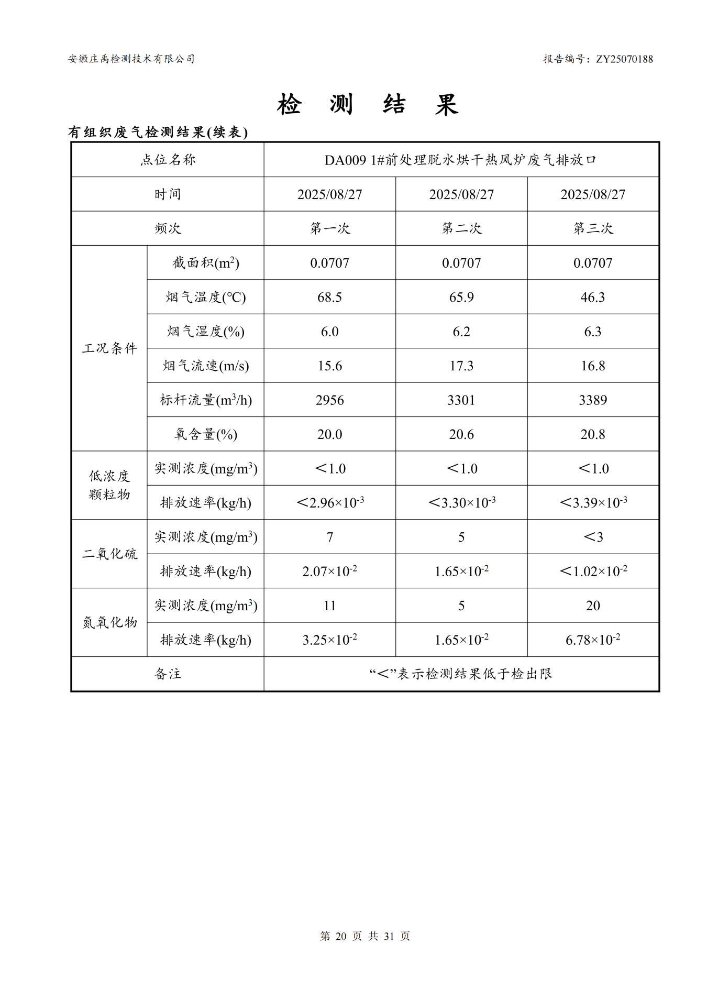 安徽庄禹检测技术有限公司 报告编号：ZY25070188
检 测 结 果
有组织废气检测结果(续表)
点位名称 DA009 1#前处理脱水烘干热风炉废气排放口
时间 2025/08/27 2025/08/27 2025/08/27
频次 第一次 第二次 第三次
工况条件
截面积(m²) 0.0707 0.0707 0.0707
烟气温度(℃) 68.5 65.9 46.3
烟气湿度(%) 6.0 6.2 6.3
烟气流速(m/s) 15.6 17.3 16.8
标杆流量(m³/h) 2956 3301 3389
氧含量(%) 20.0 20.6 20.8
低浓度
颗粒物
实测浓度(mg/m³) ＜1.0 ＜1.0 ＜1.0
排放速率(kg/h) ＜2.96×10⁻³ ＜3.30×10⁻³ ＜3.39×10⁻³
二氧化硫
实测浓度(mg/m³) 7 5 ＜3
排放速率(kg/h) 2.07×10⁻² 1.65×10⁻² ＜1.02×10⁻²
氮氧化物
实测浓度(mg/m³) 11 5 20
排放速率(kg/h) 3.25×10⁻² 1.65×10⁻² 6.78×10⁻²
备注 “＜”表示检测结果低于检出限
第 20 页 共 31 页